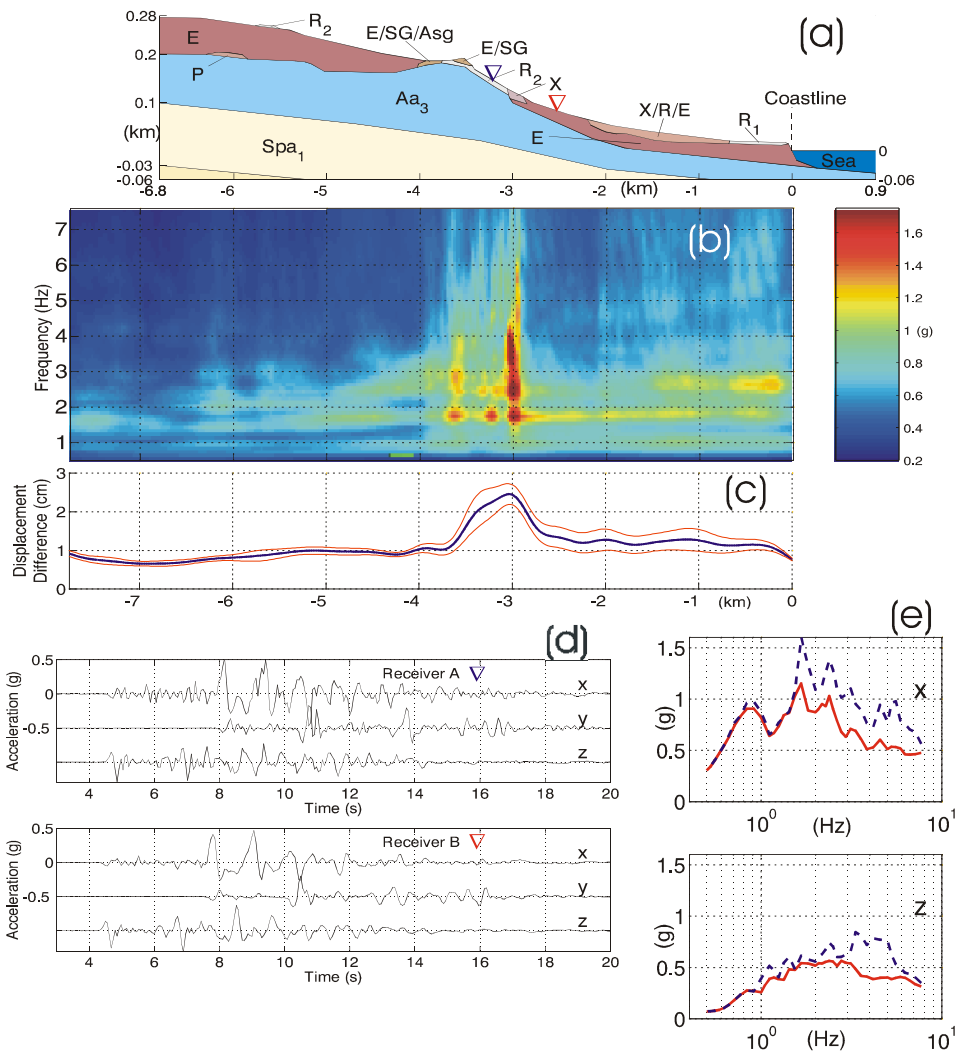 (a)
0.28
0.2
0.1
(km)
-0.03
-0.06
E
R2
P
E/SG/Asg
E/SG
R2
X
Aa3
Spa1
E
X/R/E
R1
Coastline
Sea
0
-0.06
-6.8 -6 -5 -4 -3 (km) -1 0 0.9
(b)
Frequency (Hz)
7
6
5
4
3
2
1
1.6
1.4
1.2
1 (g)
0.8
0.6
0.4
0.2
(c)
Displacement
Difference (cm)
3
2
1
0
-7 -6 -5 -4 -3 -2 -1 (km) 0
(d)
Acceleration (g)
0.5
0
-0.5
Receiver A
x
y
z
4 6 8 10 12 14 16 18 20
Time (s)
Acceleration (g)
0.5
0
-0.5
Receiver B
x
y
z
4 6 8 10 12 14 16 18 20
Time (s)
(e)
(g)
1.5
1
0.5
0
X
10^0 (Hz) 10^1
(g)
1.5
1
0.5
0
Z
10^0 (Hz) 10^1